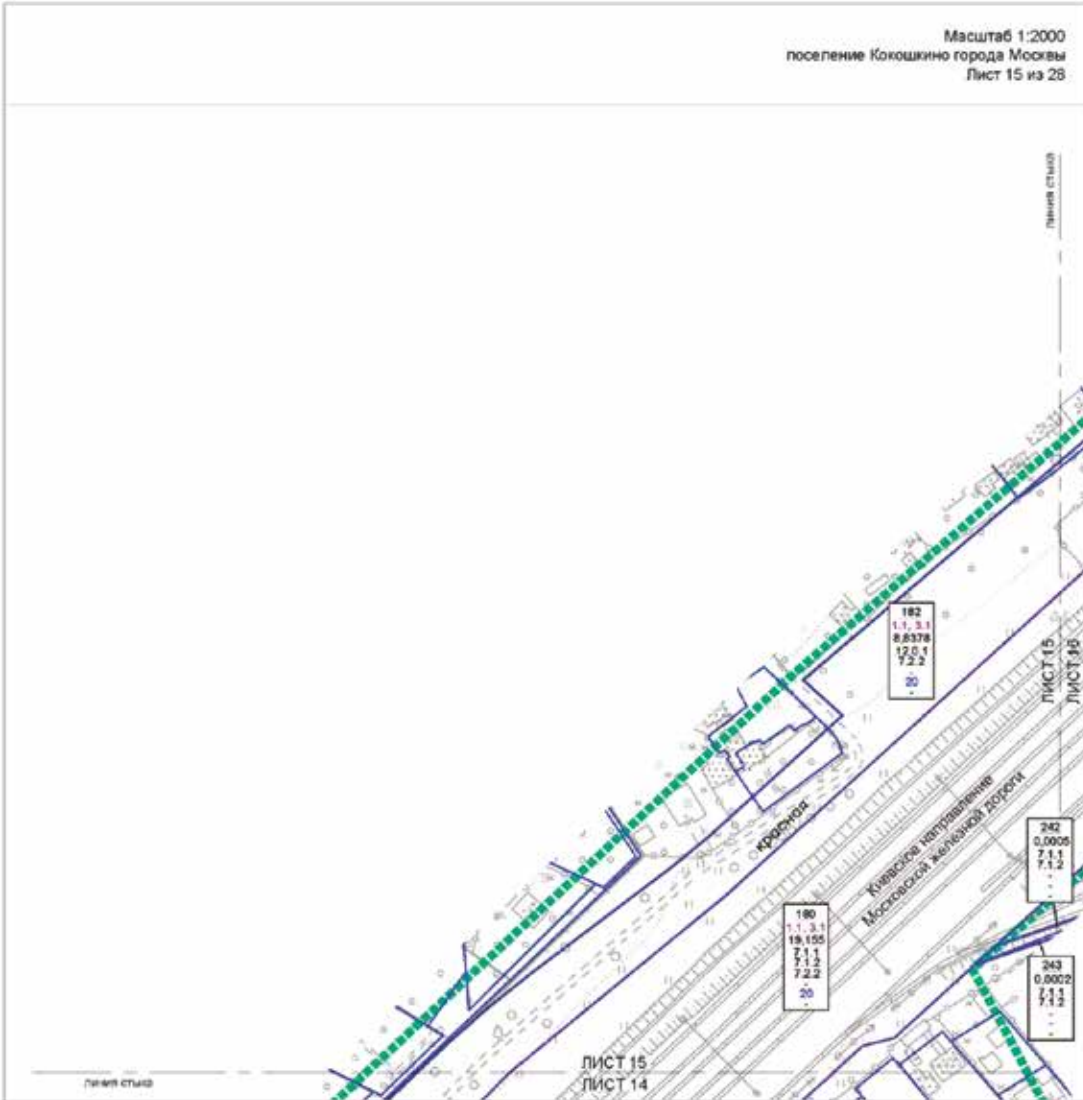 Масштаб 1:2000
поселение Кокошкино города Москвы
Лист 15 из 28
линия стыка
182
1.1, 3.1
8,8378
12.0.1
7.2.2
-
20
-
ЛИСТ 15
ЛИСТ 16
красная
Киевское направление
Московской железной дороги
242
0,0005
7.1.1
7.1.2
-
-
-
180
1.1, 3.1
19,155
7.1.1
7.1.2
7.2.2
-
20
-
243
0,0002
7.1.1
7.1.2
-
-
-
ЛИСТ 15
линия стыка
ЛИСТ 14